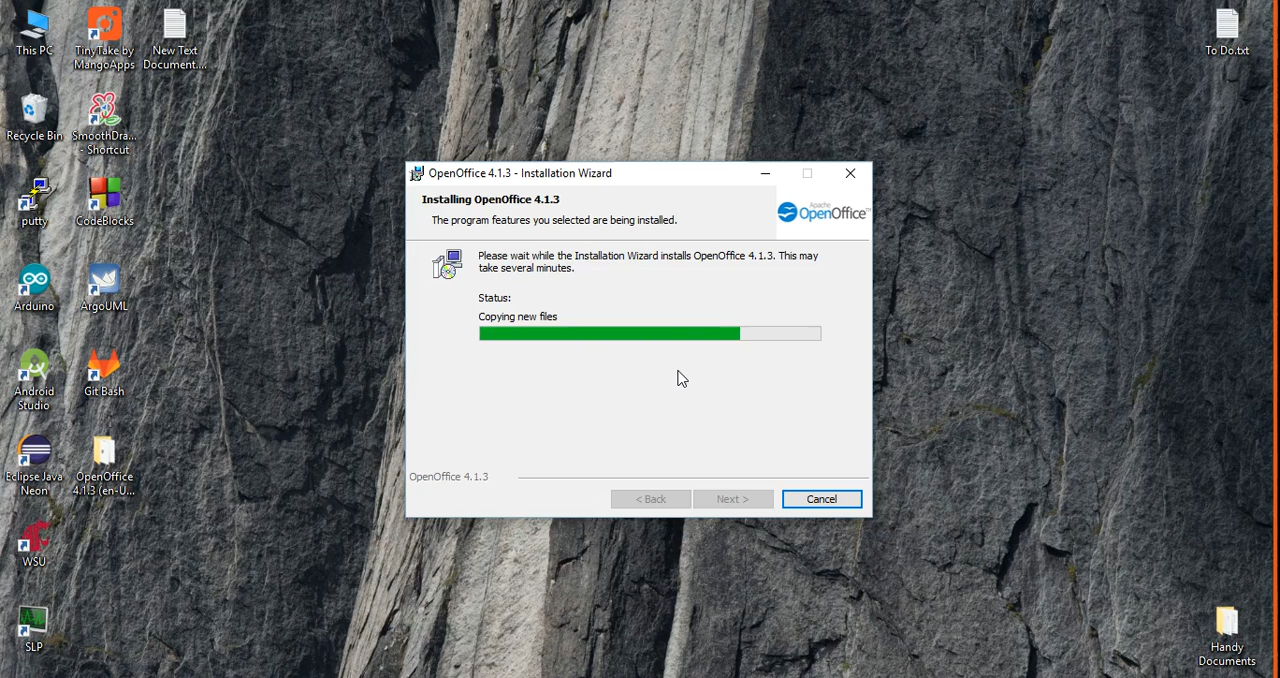 This PC
TinyTake by
MangoApps
New Text
Document....
To Do.txt
Recycle Bin
SmoothDra...
- Shortcut
putty
CodeBlocks
Arduino
ArgoUML
Android
Studio
Git Bash
Eclipse Java
Neon
OpenOffice
4.1.3 (en-U...
WSU
SLP
Handy
Documents
OpenOffice 4.1.3 - Installation Wizard
Installing OpenOffice 4.1.3
The program features you selected are being installed.
Apache
OpenOffice™
Please wait while the Installation Wizard installs OpenOffice 4.1.3. This may
take several minutes.
Status:
Copying new files
OpenOffice 4.1.3
< Back
Next >
Cancel